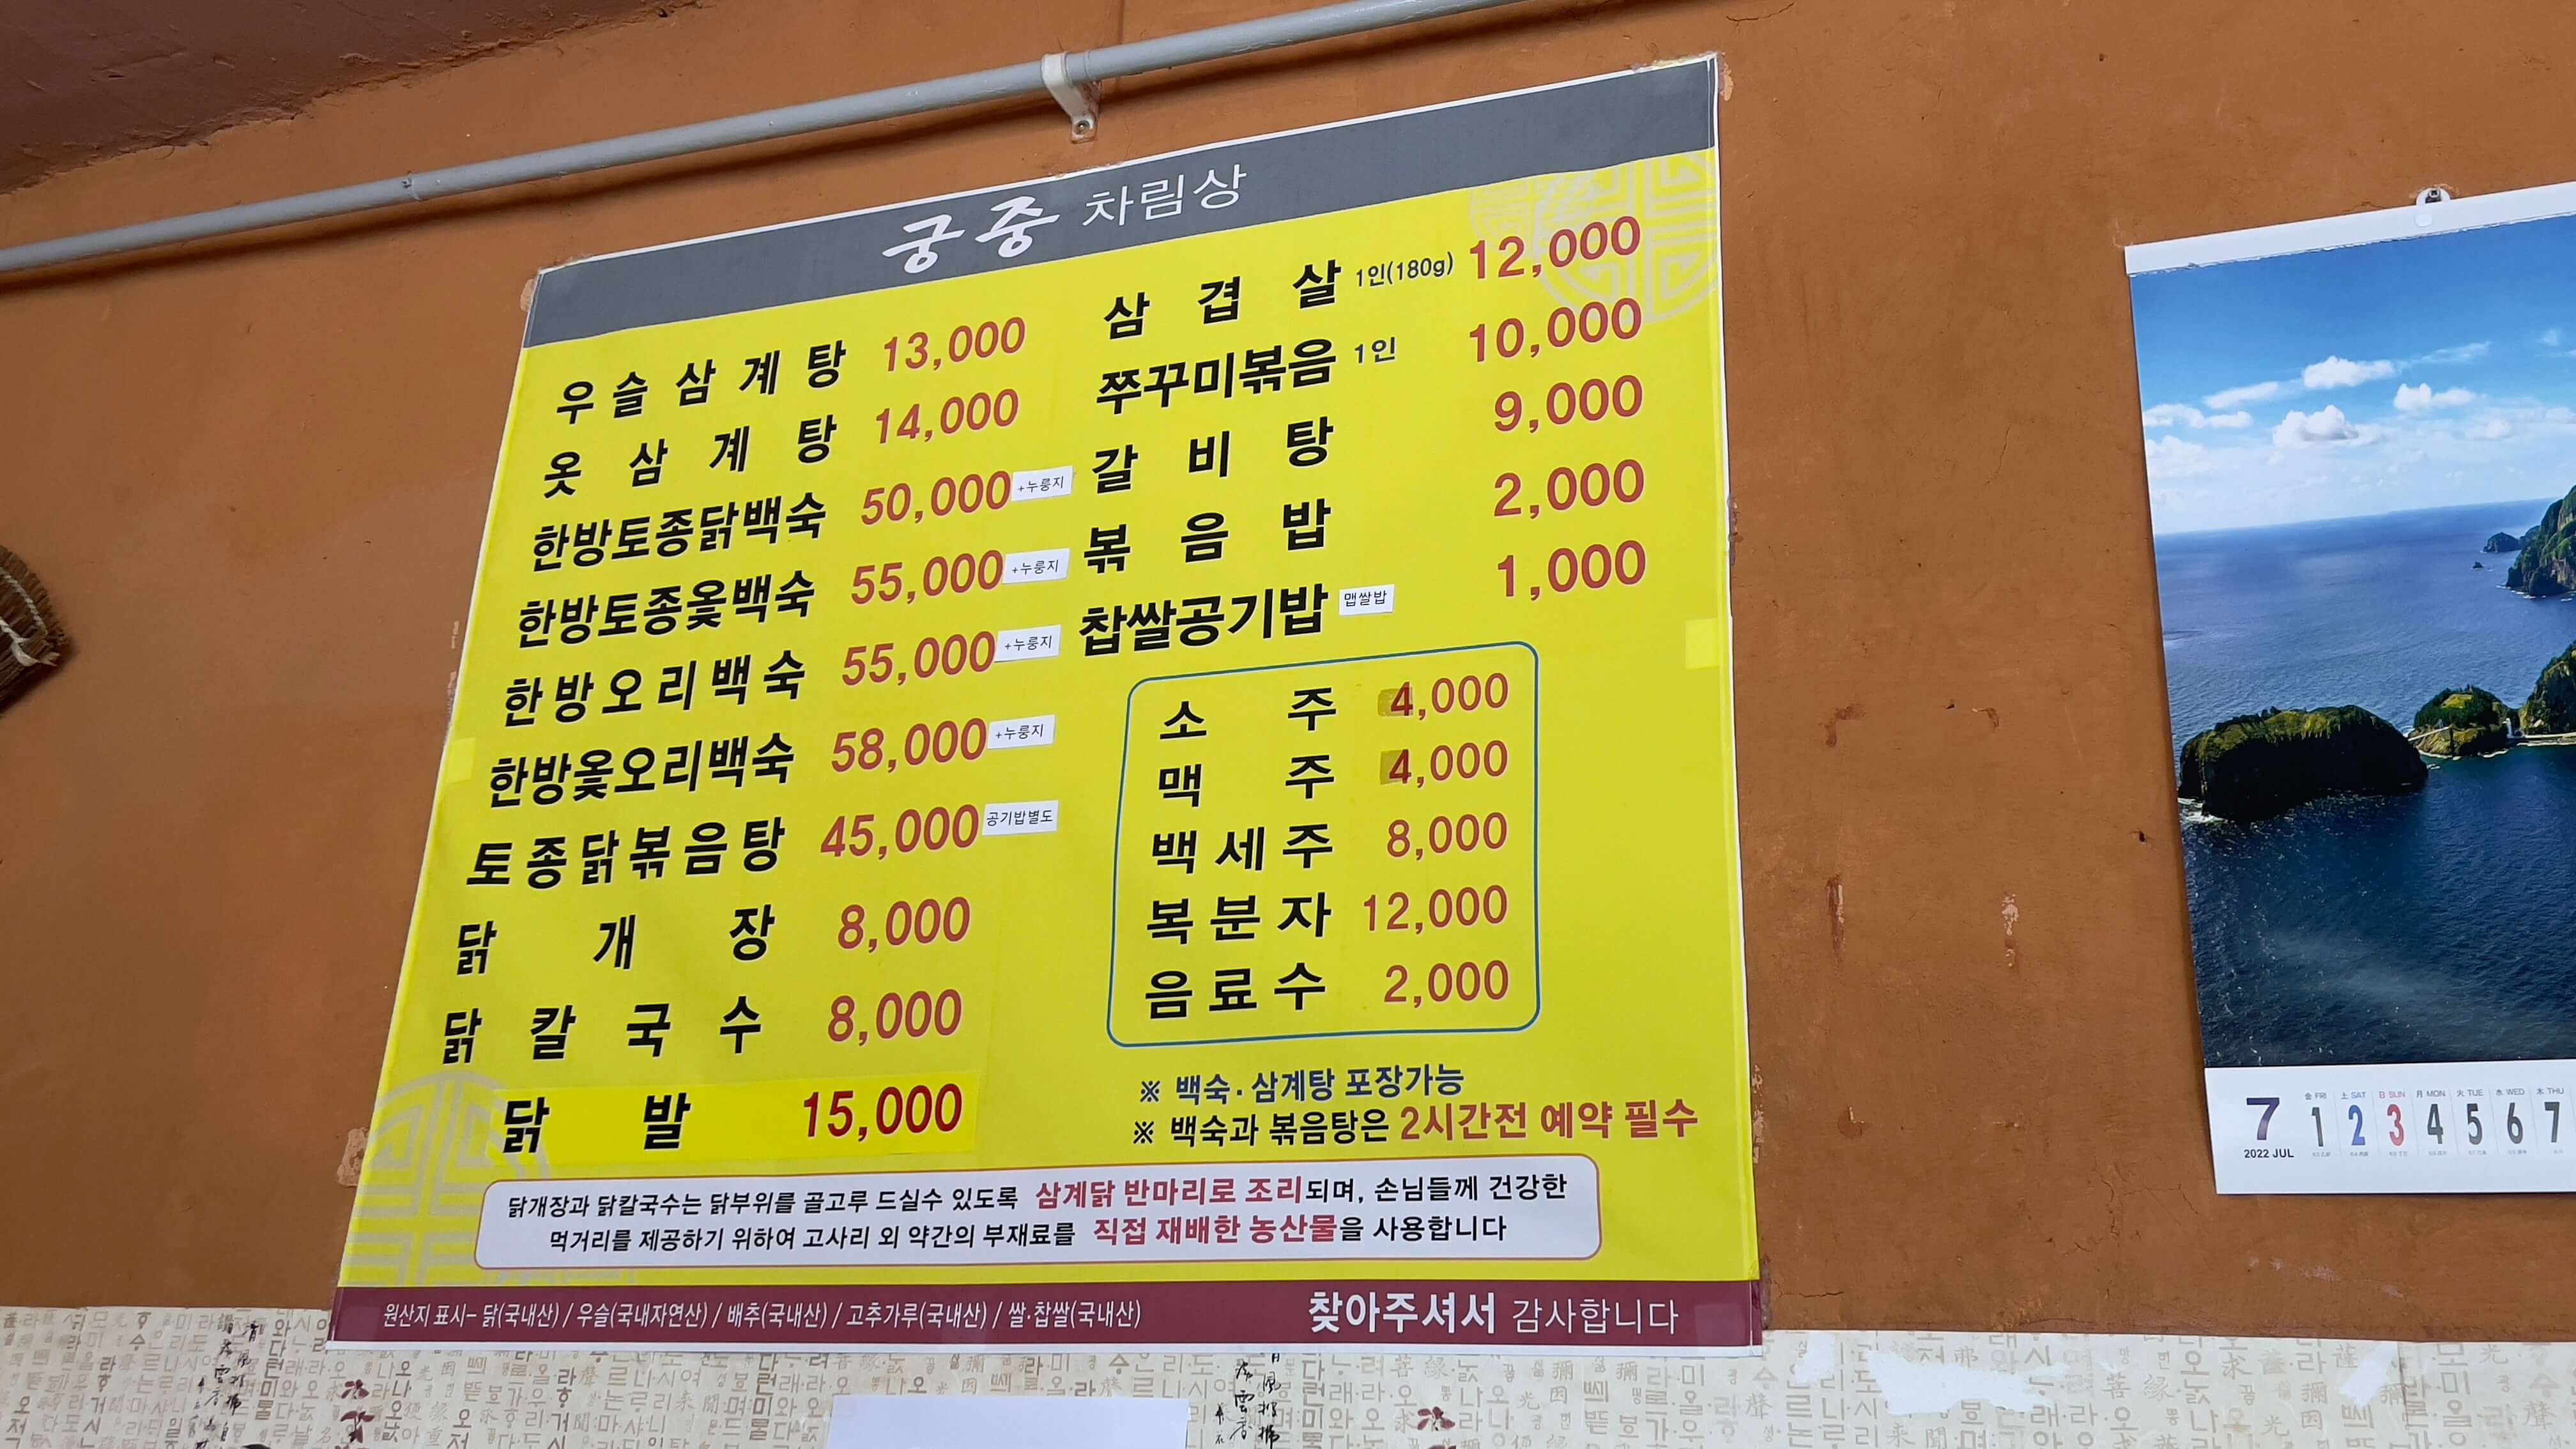 궁중 차림상
우슬삼계탕 13,000
옷삼계탕 14,000
한방토종닭백숙 50,000 +누룽지
한방토종옻백숙 55,000 +누룽지
한방오리백숙 55,000 +누룽지
한방옻오리백숙 58,000 +누룽지
토종닭볶음탕 45,000 공기밥별도
닭개장 8,000
닭칼국수 8,000
닭발 15,000
삼겹살 1인(180g) 12,000
쭈꾸미볶음 1인 10,000
갈비탕 9,000
볶음밥 2,000
찹쌀공기밥 맵쌀밥 1,000
소주 4,000
맥주 4,000
백세주 8,000
복분자 12,000
음료수 2,000
※ 백숙·삼계탕 포장가능
※ 백숙과 볶음탕은 2시간전 예약 필수
닭개장과 닭칼국수는 닭부위를 골고루 드실수 있도록 삼계닭 반마리로 조리되며, 손님들께 건강한
먹거리를 제공하기 위하여 고사리 외 약간의 부재료를 직접 재배한 농산물을 사용합니다
원산지 표시- 닭(국내산) / 우슬(국내자연산) / 배추(국내산) / 고추가루(국내산) / 쌀·찹쌀(국내산)
찾아주셔서 감사합니다
7
2022 JUL
金 FRI 土 SAT 日 SUN 月 MON 火 TUE 水 WED 木 THU
1 2 3 4 5 6 7